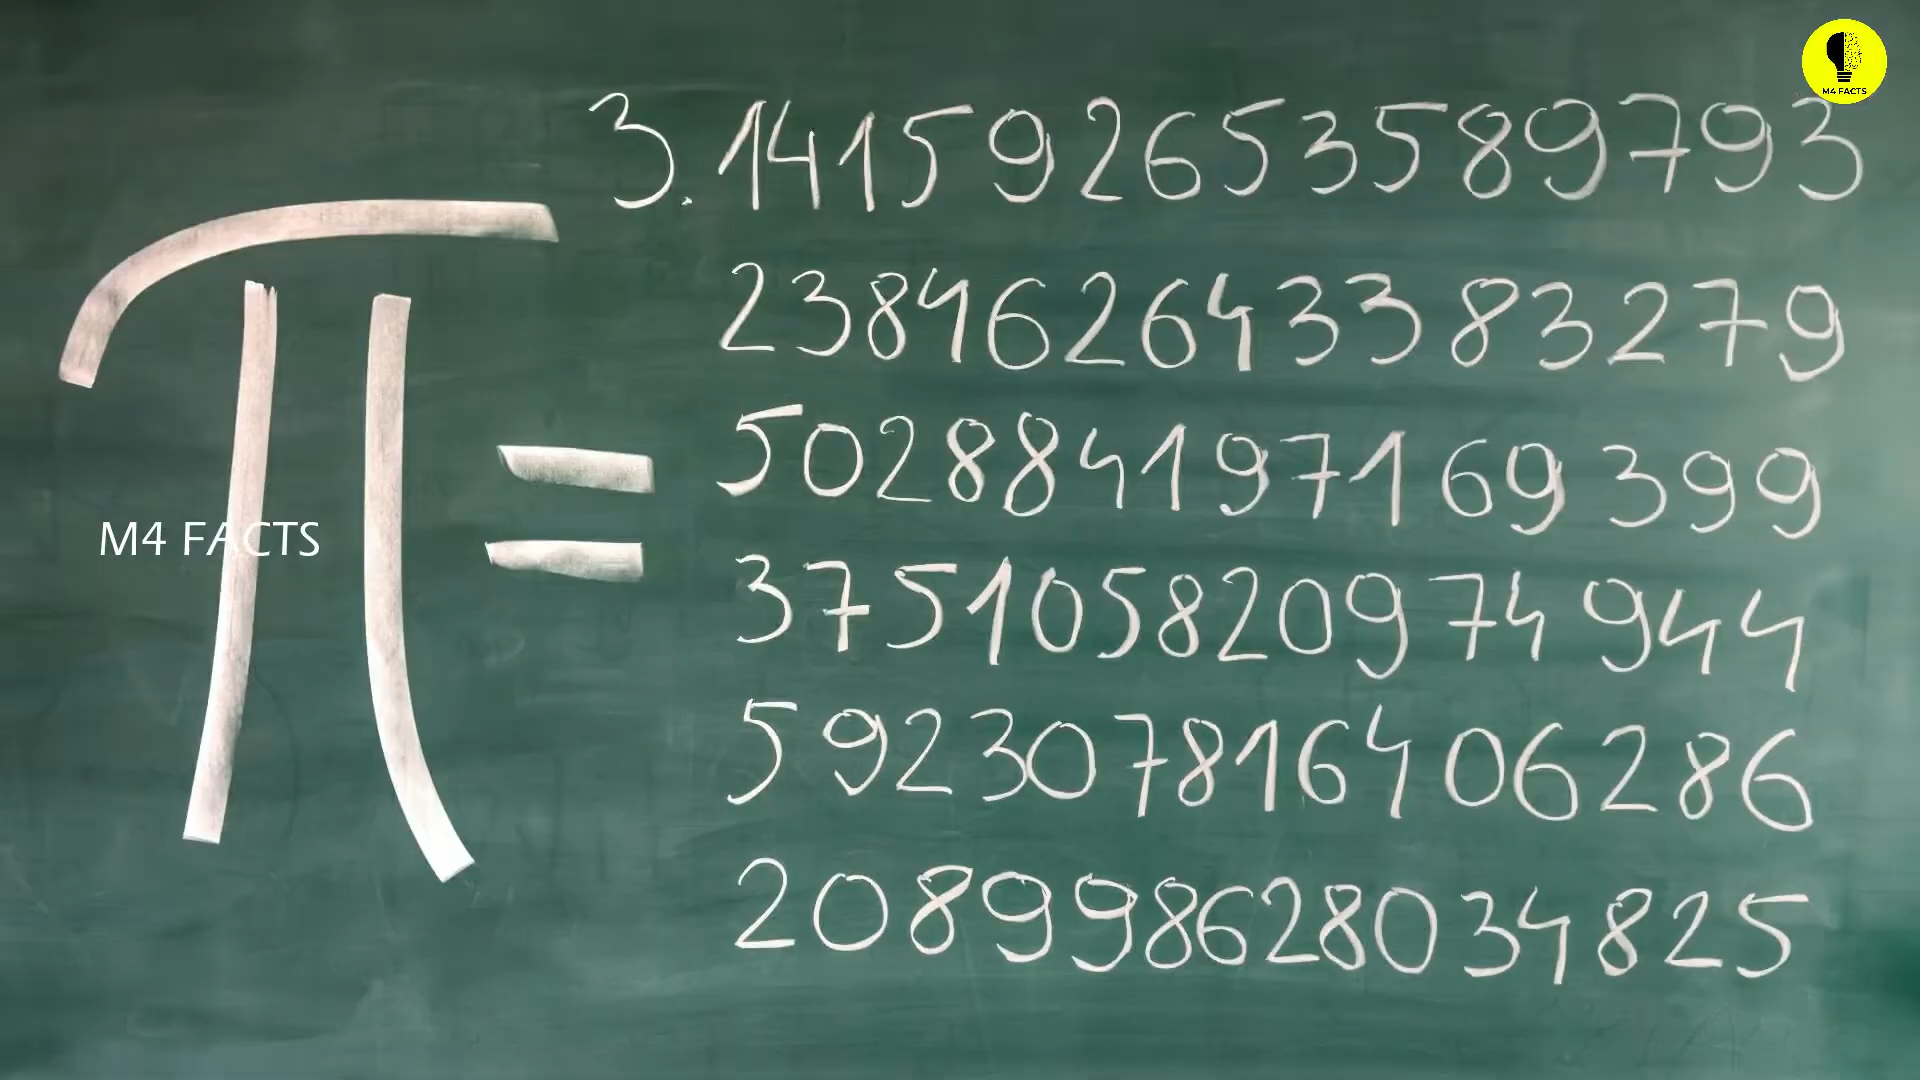 M4 FACTS
π = 3.141592653589793
238462643383279
502884197169399
375105820974944
592307816406286
208998628034825
M4 FACTS